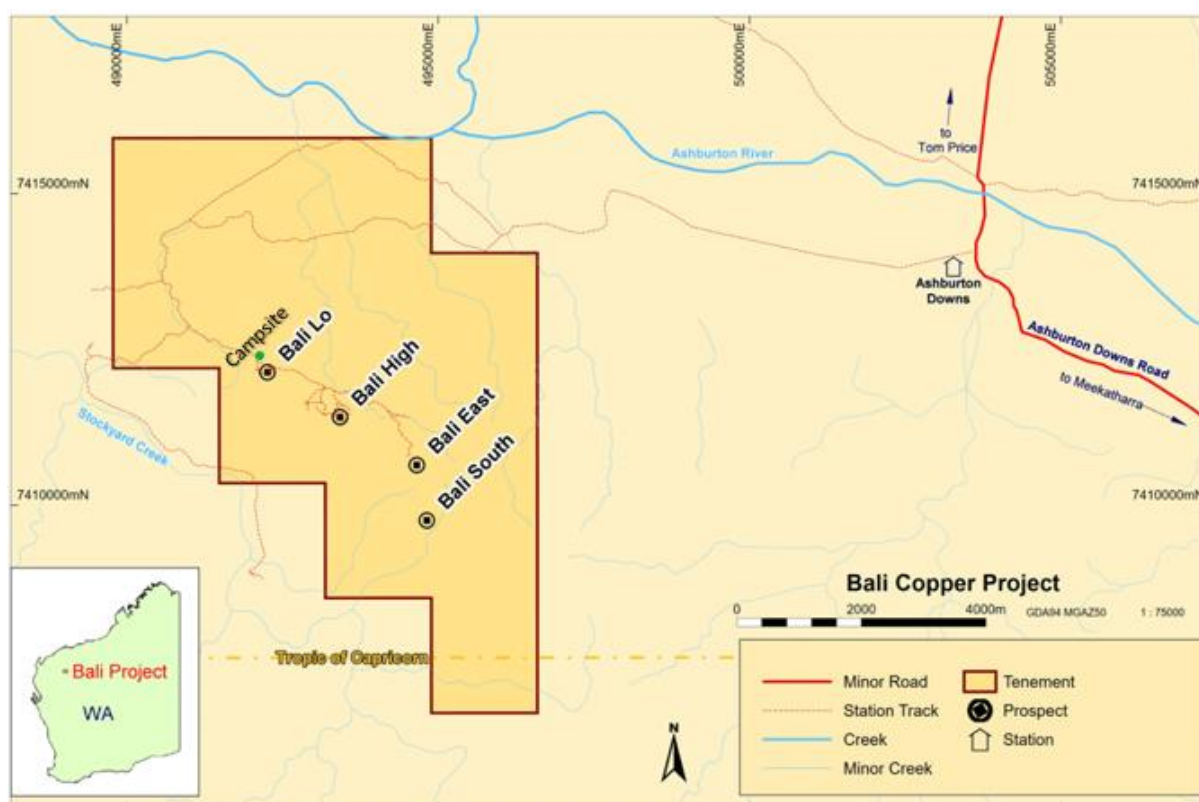 490000mE
495000mE
500000mE
505000mE
to
Tom Price
Ashburton River
7415000mN
7415000mN
Ashburton
Downs
Ashburton Downs Road
to Meekatharra
Campsite
Bali Lo
Bali High
Bali East
Bali South
Stockyard Creek
7410000mN
7410000mN
Bali Copper Project
0 2000 4000m GDA94 MGAZ50 1 : 75000
Tropic of Capricorn
Bali Project
WA
N
Minor Road
Station Track
Creek
Minor Creek
Tenement
Prospect
Station